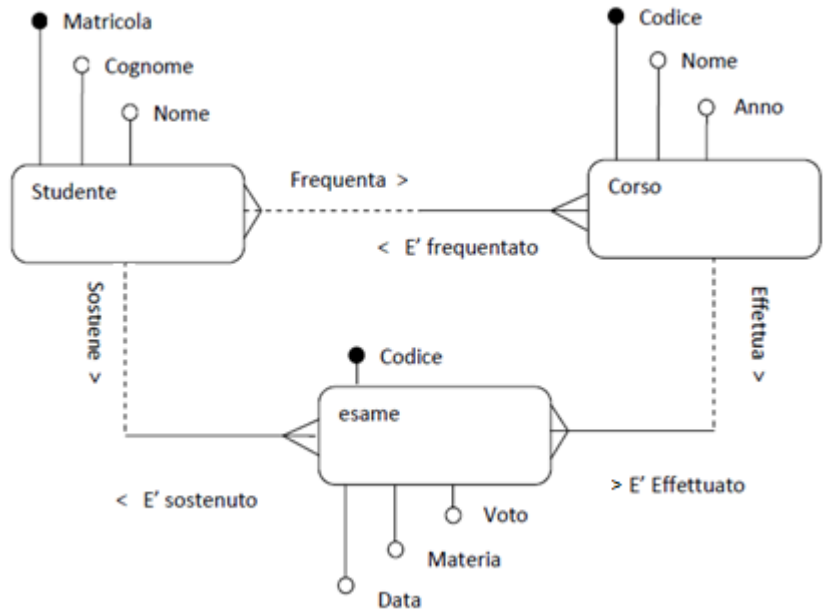 Matricola
Cognome
Nome
Studente
Codice
Nome
Anno
Corso
Frequenta >
< E' frequentato
Sostiene >
Effettua >
Codice
esame
< E' sostenuto
> E' Effettuato
Voto
Materia
Data